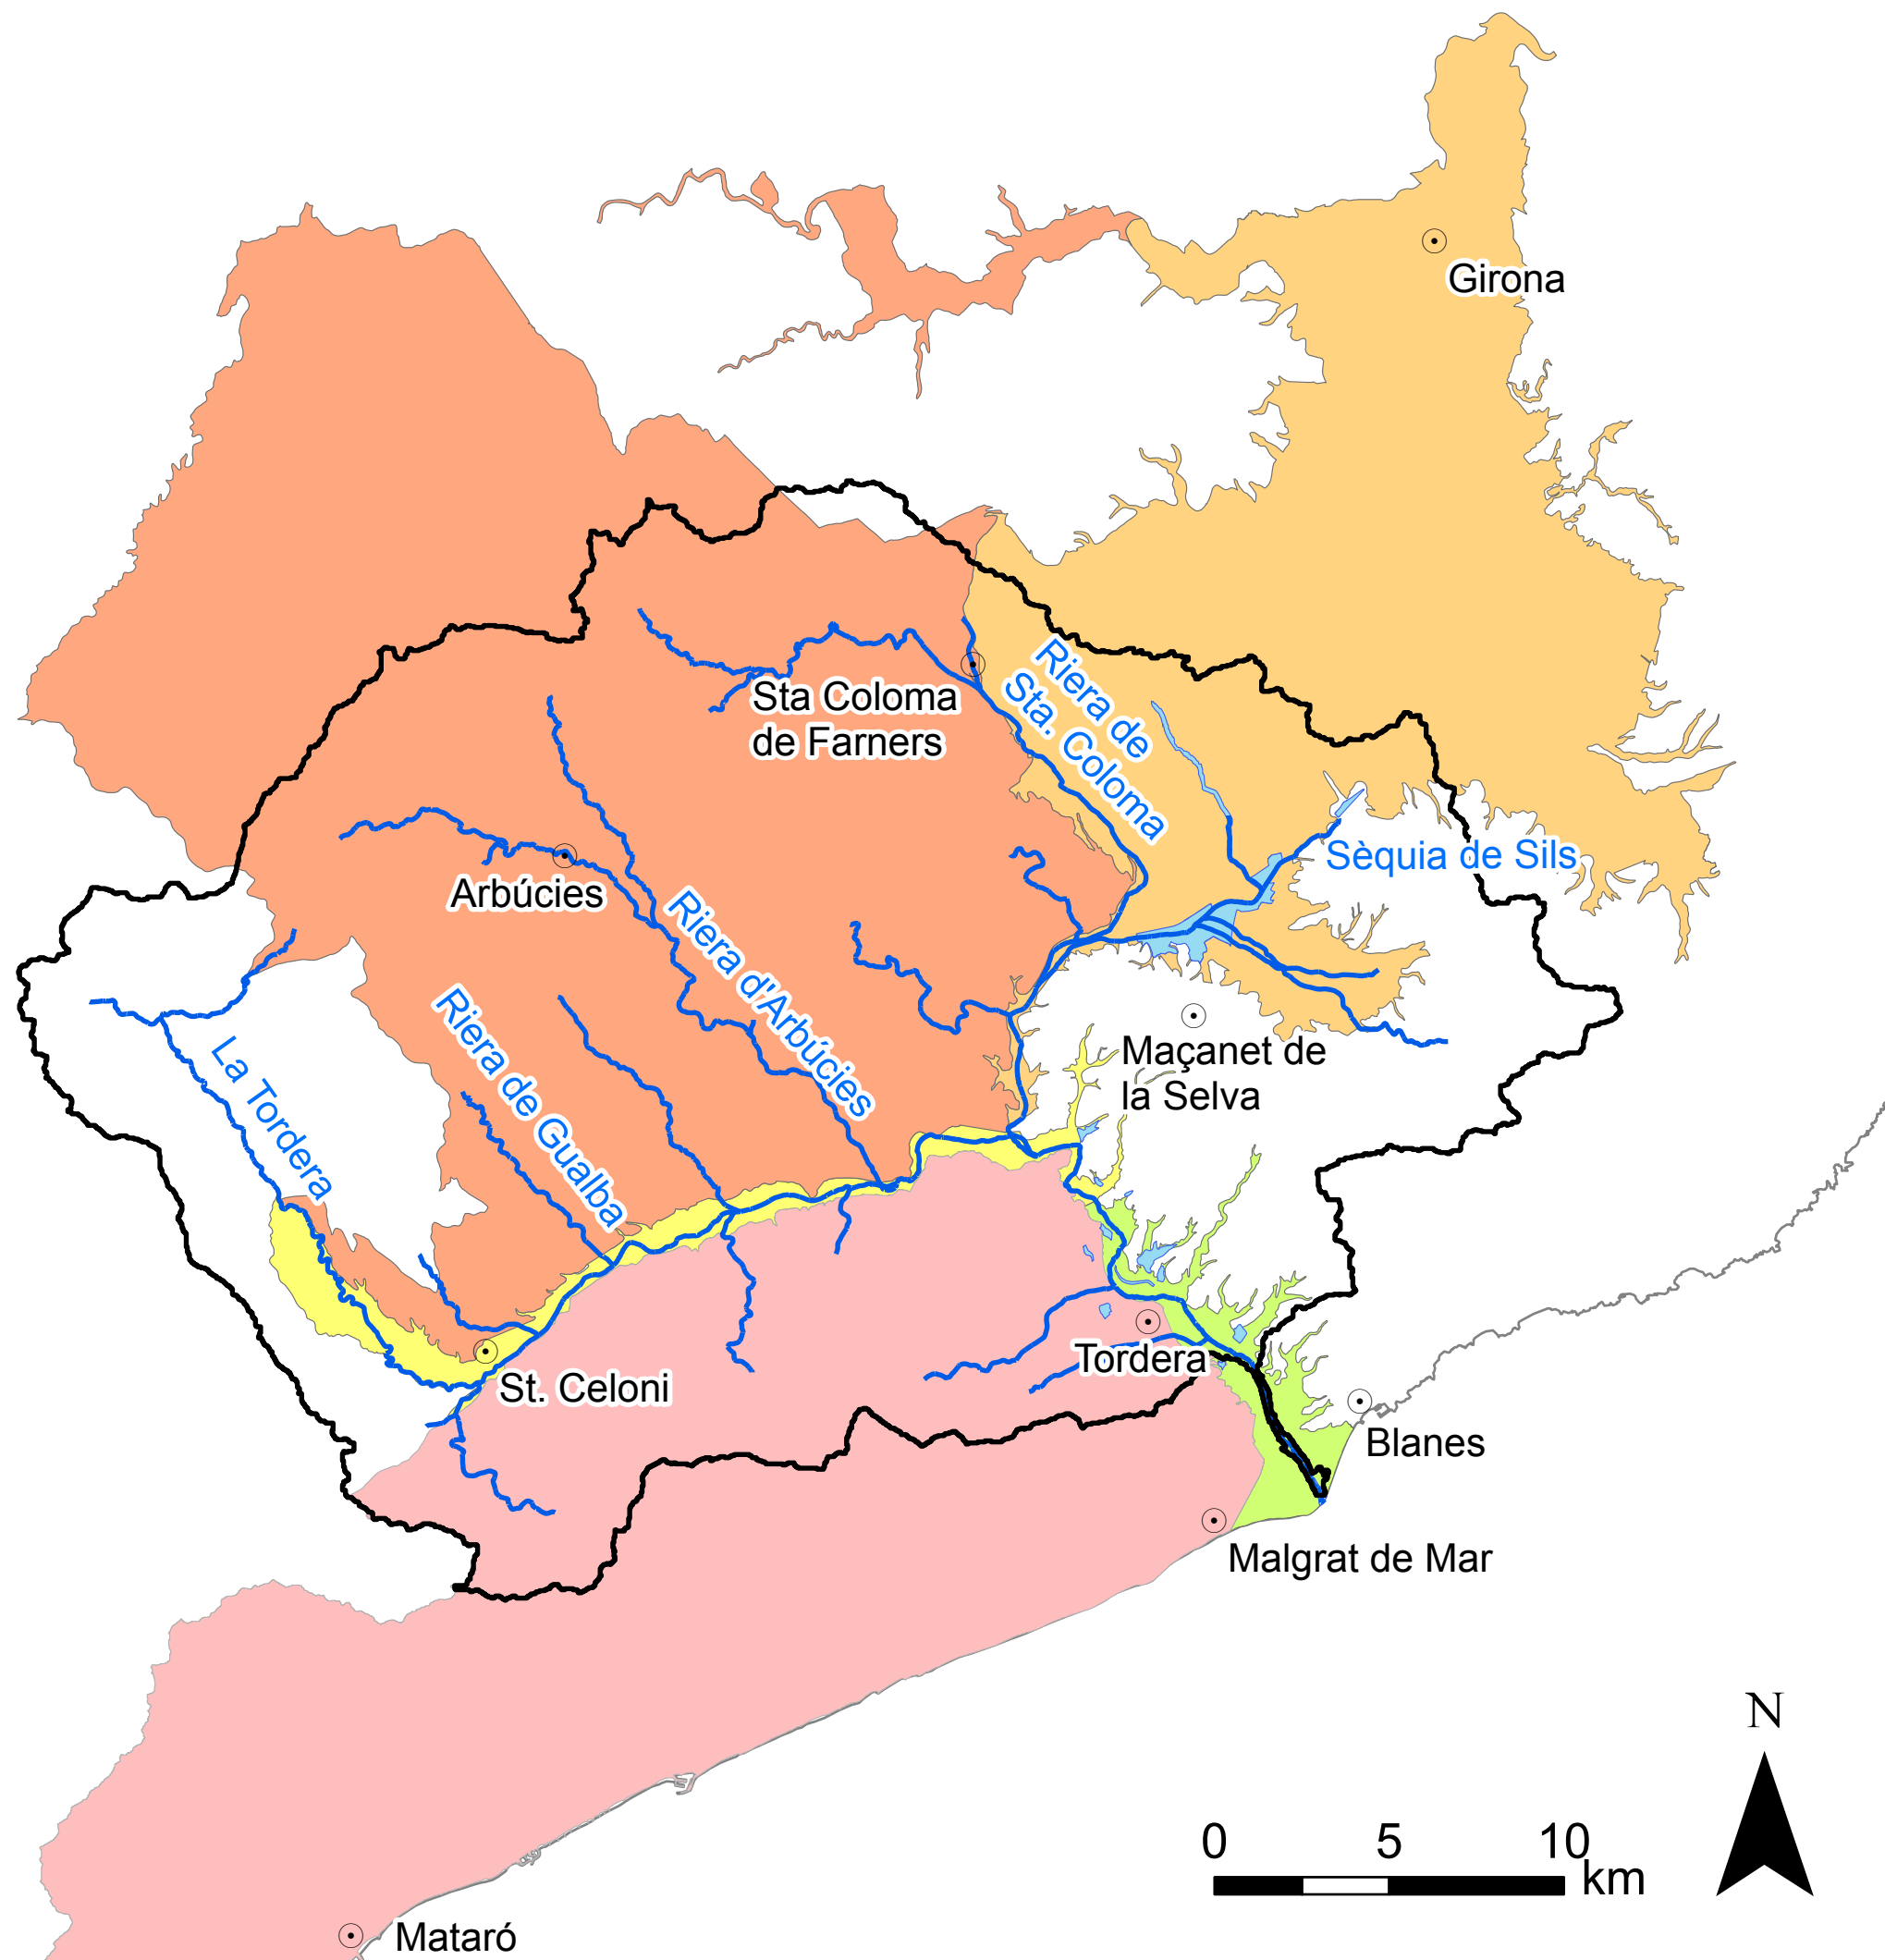 Girona
Riera de
Sta. Coloma
Sta Coloma
de Farners
Sèquia de Sils
Arbúcies
Riera d'Arbúcies
Riera de Gualba
La Tordera
Maçanet de
la Selva
Tordera
St. Celoni
Blanes
Malgrat de Mar
N
0 5 10
km
Mataró